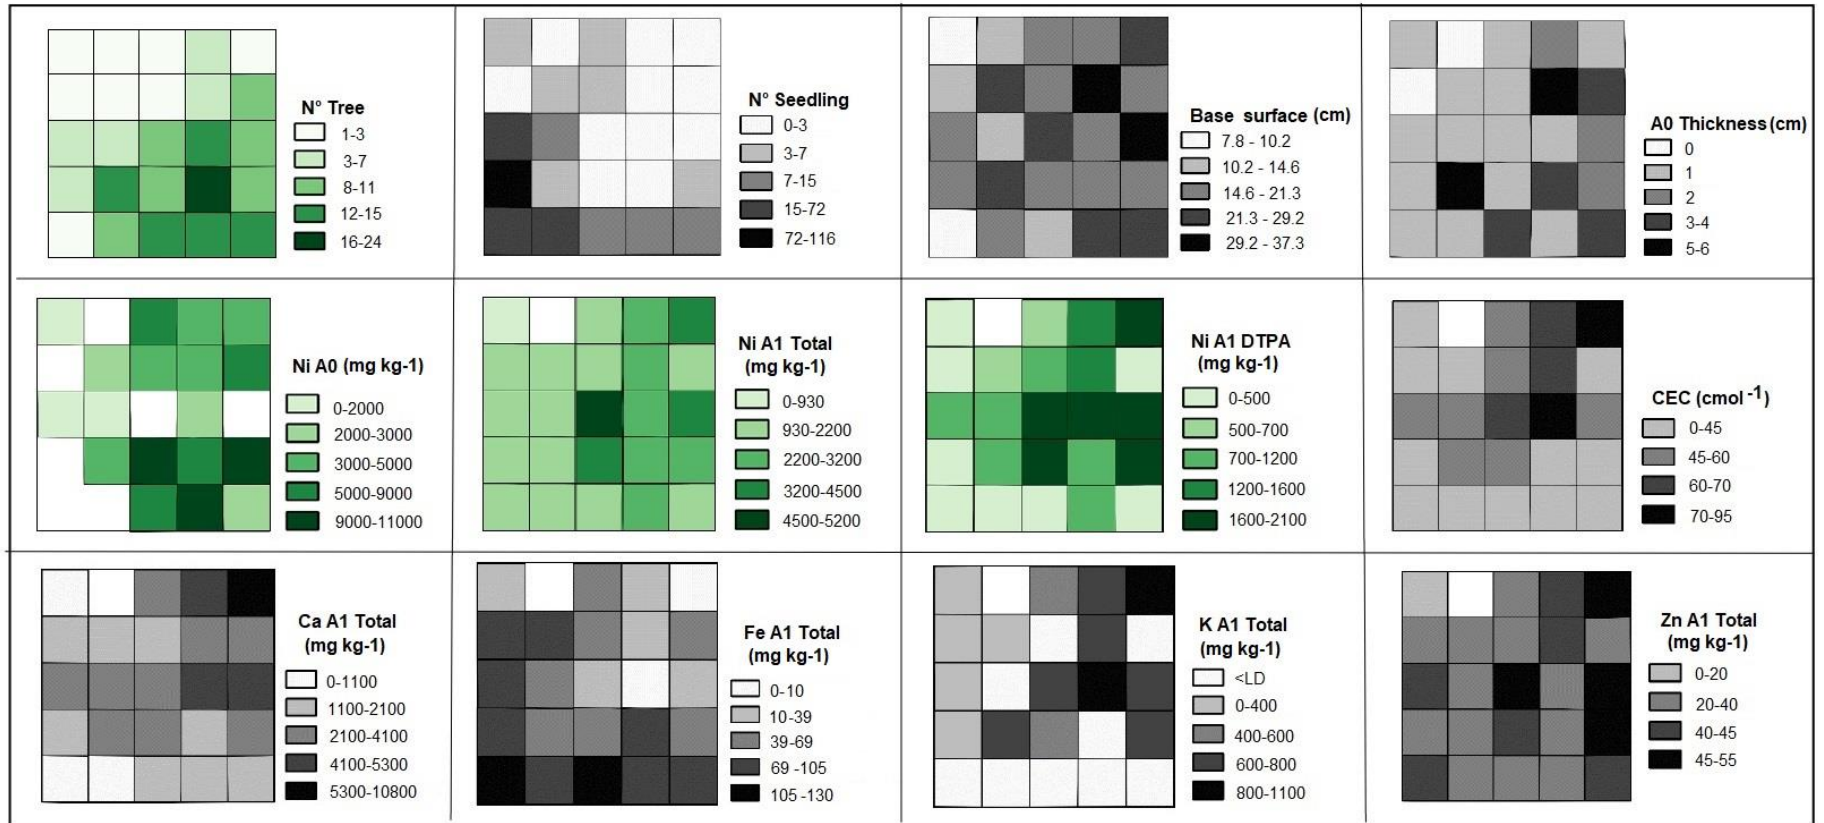 N° Tree
1-3
3-7
8-11
12-15
16-24
N° Seedling
0-3
3-7
7-15
15-72
72-116
Base surface (cm)
7.8 - 10.2
10.2 - 14.6
14.6 - 21.3
21.3 - 29.2
29.2 - 37.3
A0 Thickness (cm)
0
1
2
3-4
5-6
Ni A0 (mg kg-1)
0-2000
2000-3000
3000-5000
5000-9000
9000-11000
Ni A1 Total
(mg kg-1)
0-930
930-2200
2200-3200
3200-4500
4500-5200
Ni A1 DTPA
(mg kg-1)
0-500
500-700
700-1200
1200-1600
1600-2100
CEC (cmol -1)
0-45
45-60
60-70
70-95
Ca A1 Total
(mg kg-1)
0-1100
1100-2100
2100-4100
4100-5300
5300-10800
Fe A1 Total
(mg kg-1)
0-10
10-39
39-69
69 -105
105 -130
K A1 Total
(mg kg-1)
<LD
0-400
400-600
600-800
800-1100
Zn A1 Total
(mg kg-1)
0-20
20-40
40-45
45-55